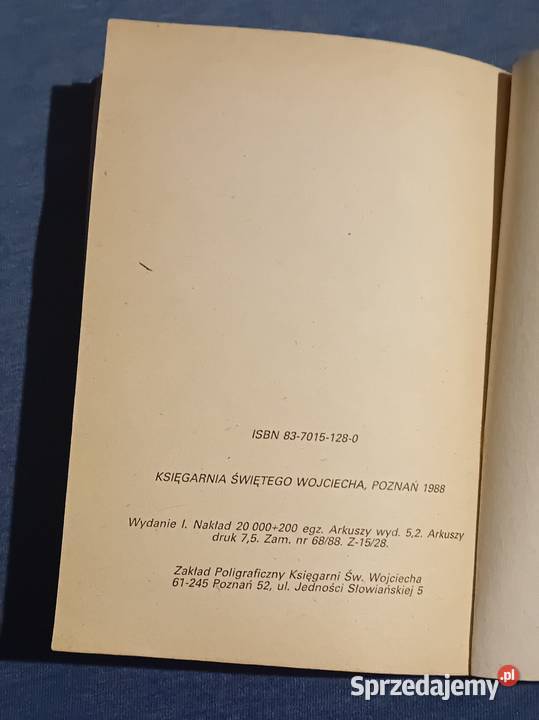 ISBN 83-7015-128-0
KSIĘGARNIA ŚWIĘTEGO WOJCIECHA, POZNAŃ 1988
Wydanie I. Nakład 20 000+200 egz. Arkuszy wyd. 5,2. Arkuszy
druk 7,5. Zam. nr 68/88. Z-15/28.
Zakład Poligraficzny Księgarni Św. Wojciecha
61-245 Poznań 52, ul. Jedności Słowiańskiej 5
Sprzedajemy.pl